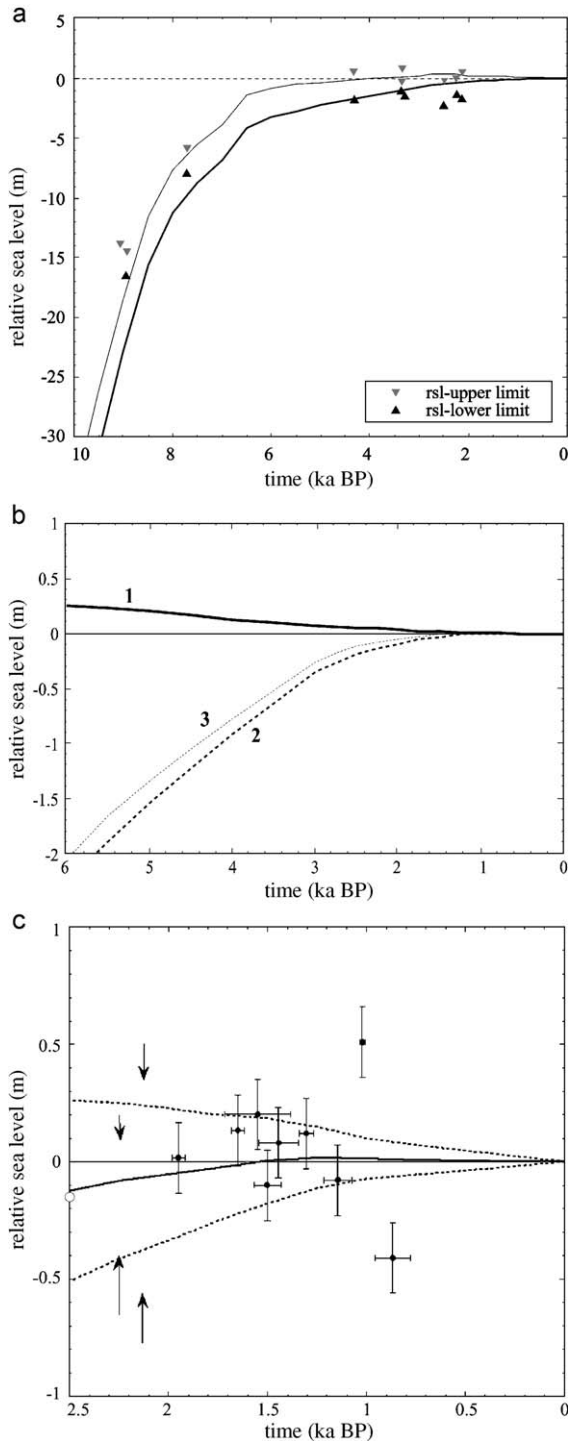 a
5
0
-5
-10
-15
-20
-25
-30
relative sea level (m)
rsl-upper limit
rsl-lower limit
10 8 6 4 2 0
time (ka BP)
b
1
0.5
0
-0.5
-1
-1.5
-2
relative sea level (m)
1
3
2
6 5 4 3 2 1 0
time (ka BP)
c
1
0.5
0
-0.5
-1
relative sea level (m)
2.5 2 1.5 1 0.5 0
time (ka BP)